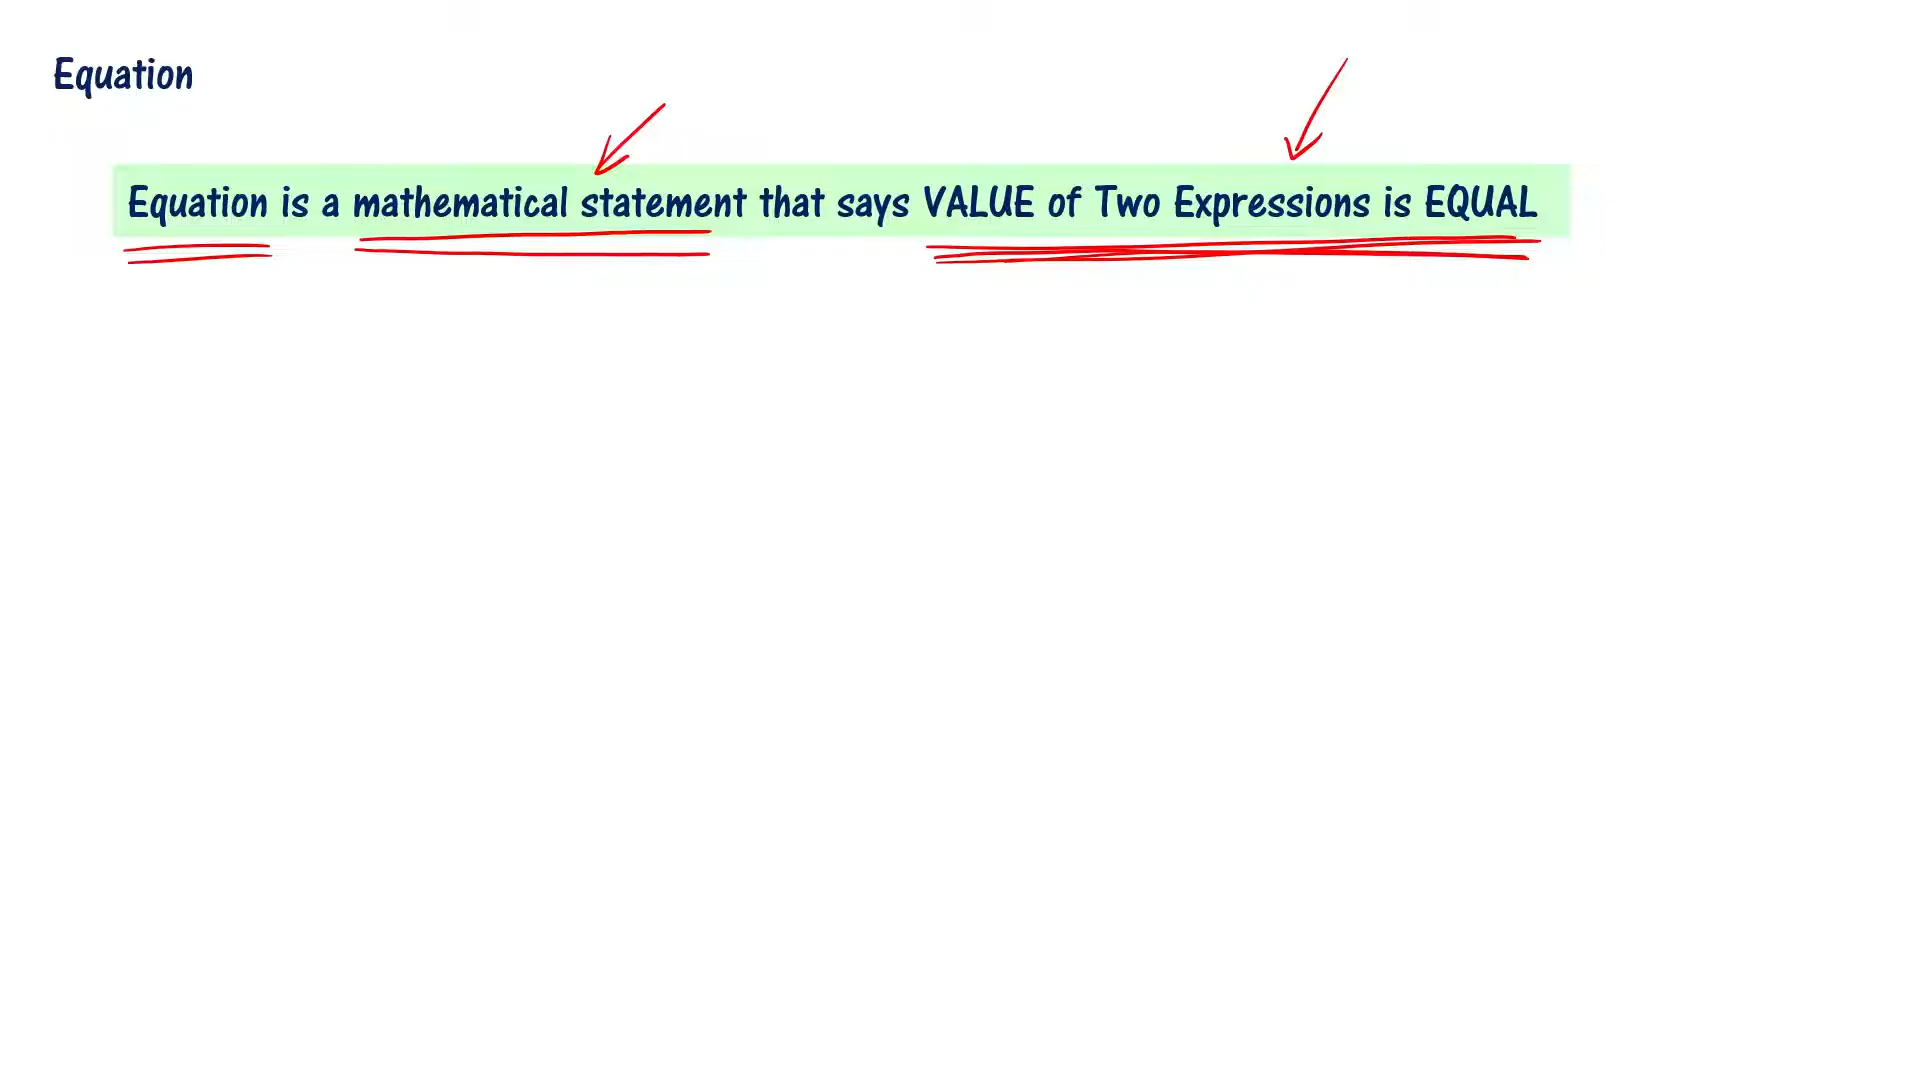 Equation
Equation is a mathematical statement that says VALUE of Two Expressions is EQUAL